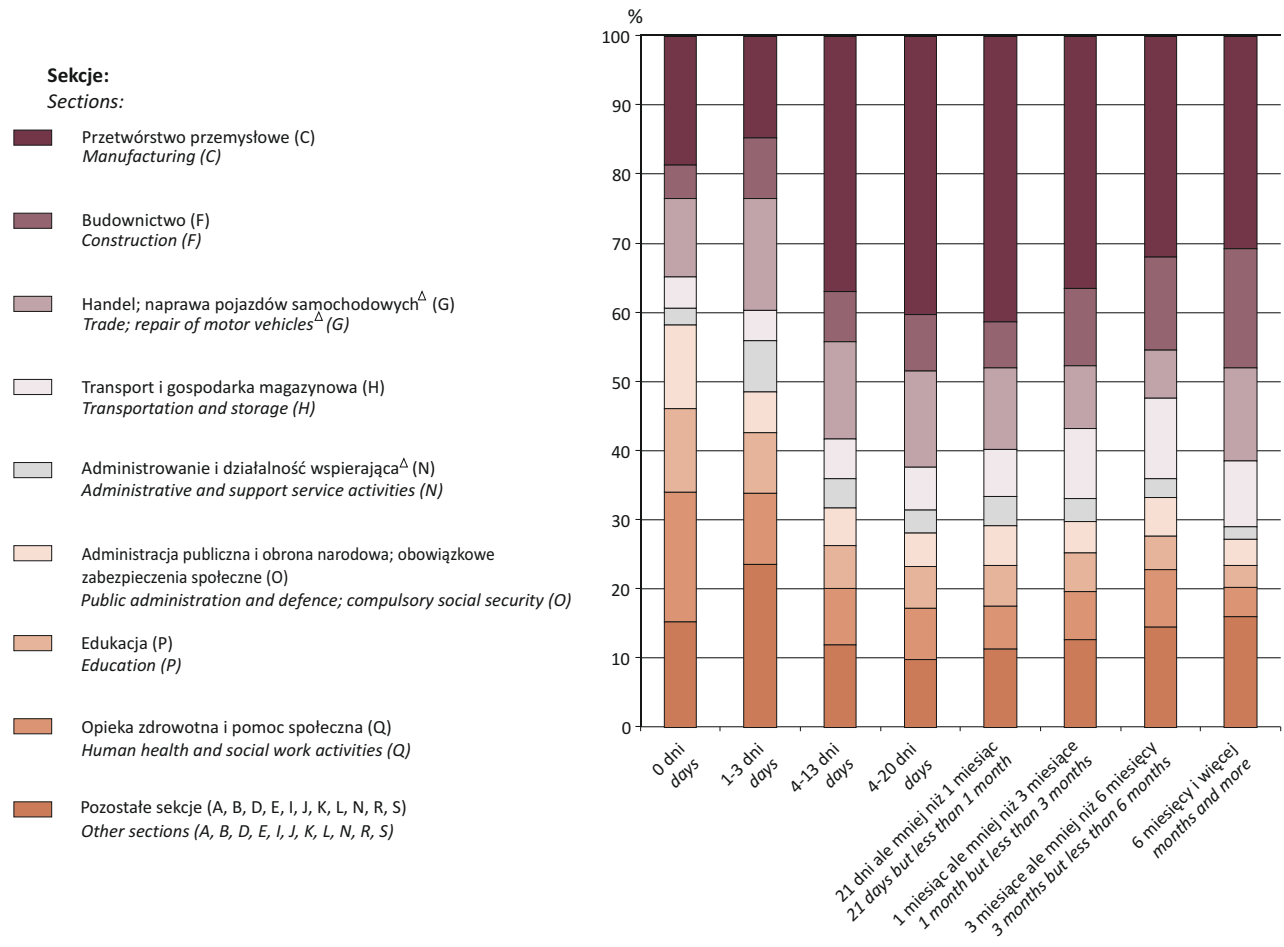 Sekcje:
Sections:
Przetwórstwo przemysłowe (C)
Manufacturing (C)
Budownictwo (F)
Construction (F)
Handel; naprawa pojazdów samochodowych Δ (G)
Trade; repair of motor vehicles Δ (G)
Transport i gospodarka magazynowa (H)
Transportation and storage (H)
Administrowanie i działalność wspierająca Δ (N)
Administrative and support service activities (N)
Administracja publiczna i obrona narodowa; obowiązkowe
zabezpieczenia społeczne (O)
Public administration and defence; compulsory social security (O)
Edukacja (P)
Education (P)
Opieka zdrowotna i pomoc społeczna (Q)
Human health and social work activities (Q)
Pozostałe sekcje (A, B, D, E, I, J, K, L, N, R, S)
Other sections (A, B, D, E, I, J, K, L, N, R, S)
%
100
90
80
70
60
50
40
30
20
10
0
0 dni
days
1-3 dni
days
4-13 dni
days
4-20 dni
days
21 dni ale mniej niż 1 miesiąc
21 days but less than 1 month
1 miesiąc ale mniej niż 3 miesiące
1 month but less than 3 months
3 miesiące ale mniej niż 6 miesięcy
3 months but less than 6 months
6 miesięcy i więcej
months and more